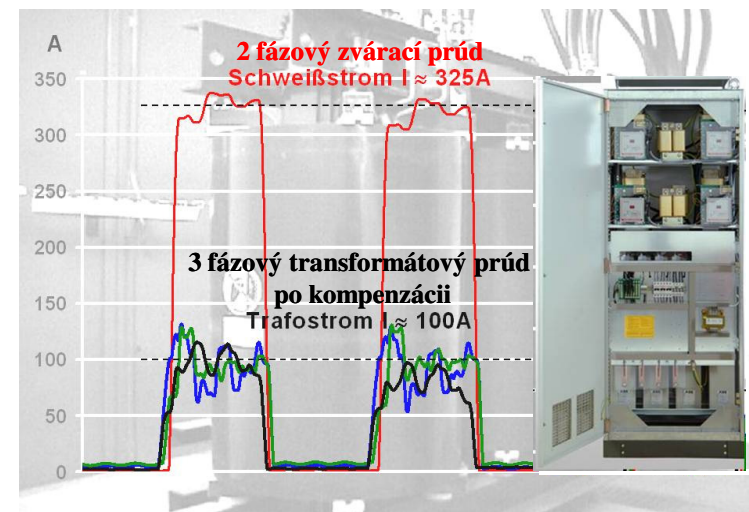 A
2 fázový zvárací prúd
Schweißstrom I ≈ 325A
350
300
250
200
3 fázový transformátový prúd
po kompenzácii
150
Trafostrom I ≈ 100A
100
50
0